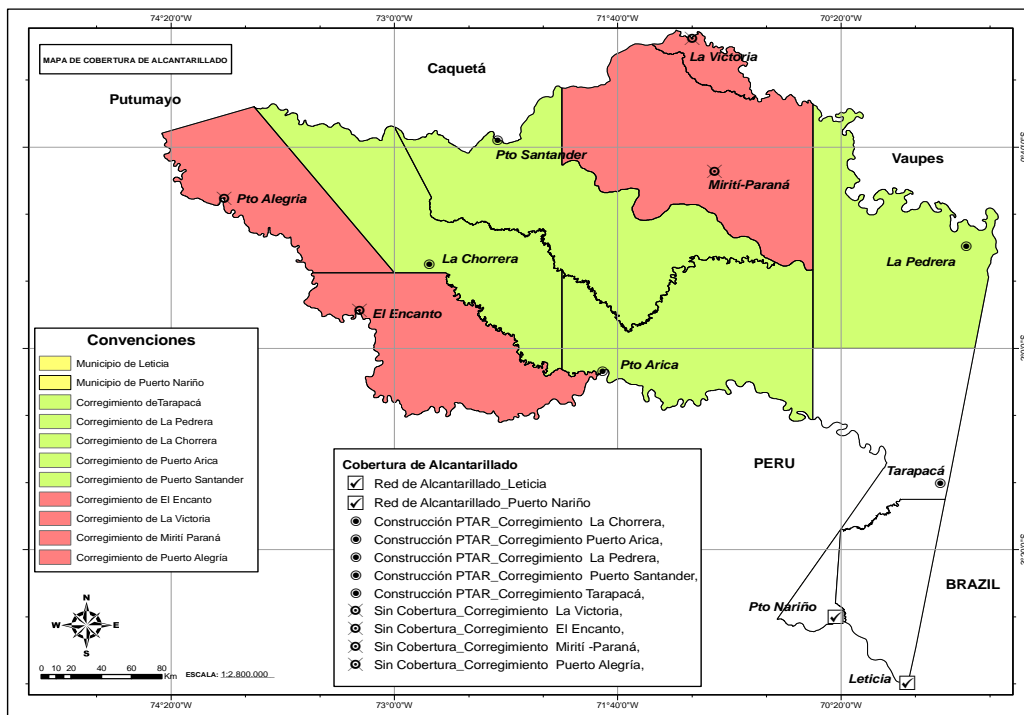 74°20'0"W
73°0'0"W
71°40'0"W
70°20'0"W
MAPA DE COBERTURA DE ALCANTARILLADO
La Victoria
Caquetá
Putumayo
Pto Santander
Vaupes
Mirití-Paraná
Pto Alegria
La Pedrera
La Chorrera
El Encanto
Pto Arica
Convenciones
Municipio de Leticia
Municipio de Puerto Nariño
Corregimiento deTarapacá
Corregimiento de La Pedrera
Corregimiento de La Chorrera
Corregimiento de Puerto Arica
Corregimiento de Puerto Santander
Corregimiento de El Encanto
Corregimiento de La Victoria
Corregimiento de Mirití Paraná
Corregimiento de Puerto Alegría
Cobertura de Alcantarillado
Red de Alcantarillado_Leticia
Red de Alcantarillado_Puerto Nariño
Construcción PTAR_Corregimiento La Chorrera,
Construcción PTAR_Corregimiento Puerto Arica,
Construcción PTAR_Corregimiento La Pedrera,
Construcción PTAR_Corregimiento Puerto Santander,
Construcción PTAR_Corregimiento Tarapacá,
Sin Cobertura_Corregimiento La Victoria,
Sin Cobertura_Corregimiento El Encanto,
Sin Cobertura_Corregimiento Mirití -Paraná,
Sin Cobertura_Corregimiento Puerto Alegría,
PERU
Tarapacá
BRAZIL
Pto Nariño
Leticia
N
W E
S
0 10 20 40 60 80
Km
ESCALA: 1:2.800.000
74°20'0"W
73°0'0"W
71°40'0"W
70°20'0"W